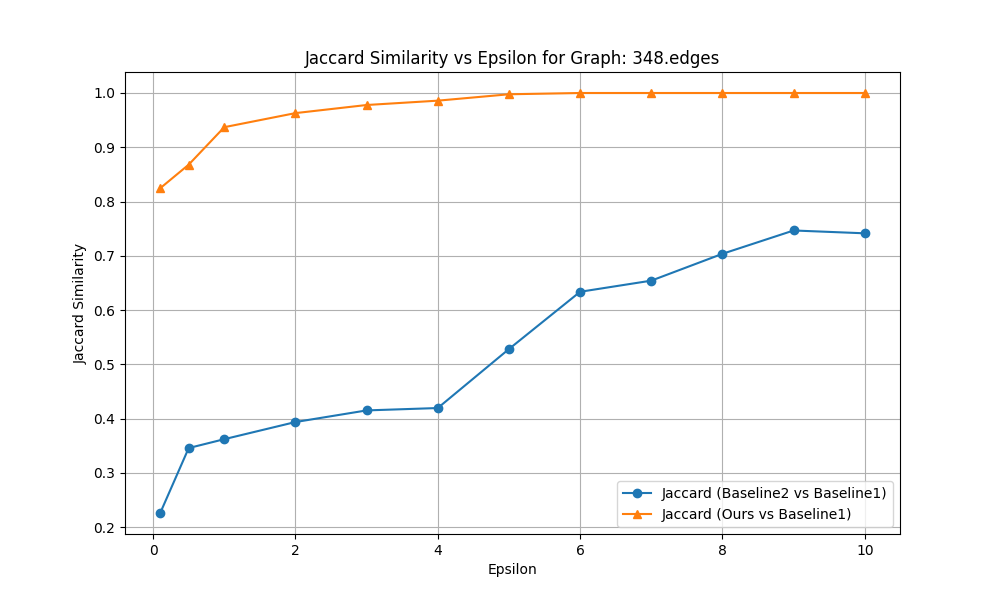 Jaccard Similarity vs Epsilon for Graph: 348.edges
1.0
0.9
0.8
0.7
0.6
0.5
0.4
0.3
0.2
Jaccard Similarity
Jaccard (Baseline2 vs Baseline1)
Jaccard (Ours vs Baseline1)
0 2 4 6 8 10
Epsilon